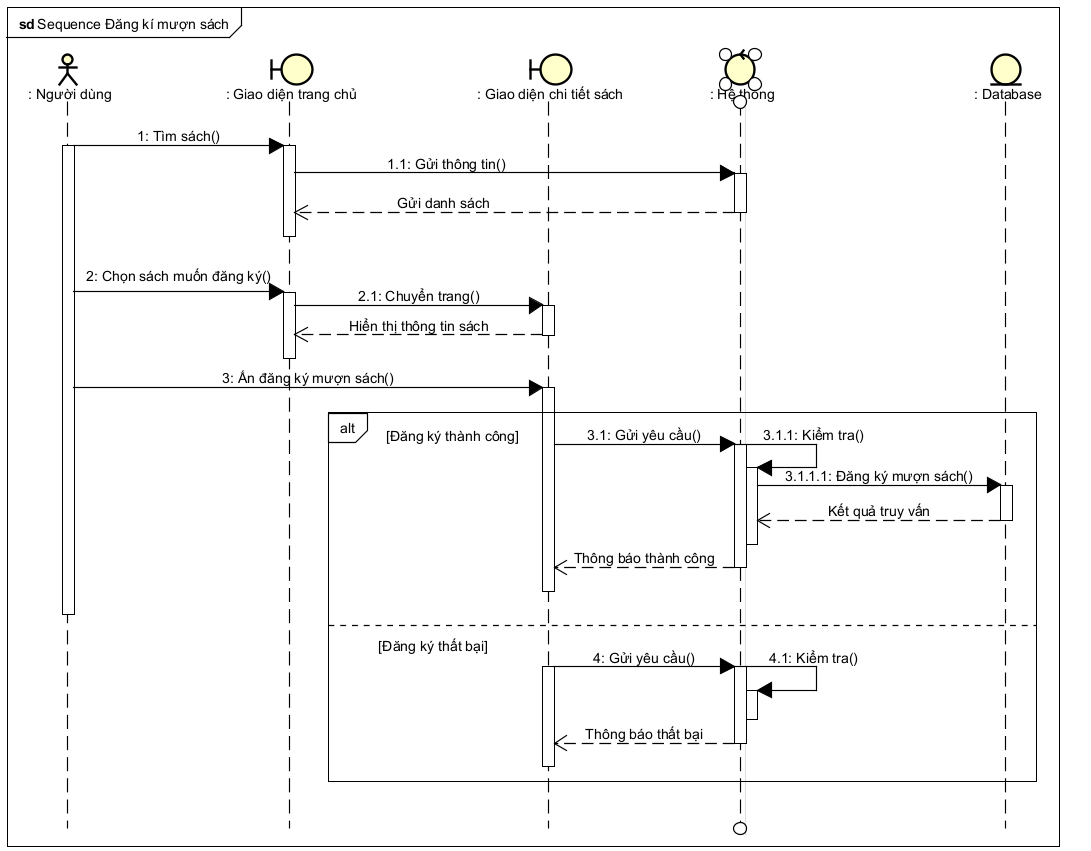 sd Sequence Đăng kí mượn sách
: Người dùng
: Giao diện trang chủ
: Giao diện chi tiết sách
: Hệ thống
: Database
1: Tìm sách()
1.1: Gửi thông tin()
Gửi danh sách
2: Chọn sách muốn đăng ký()
2.1: Chuyển trang()
Hiển thị thông tin sách
3: Ấn đăng ký mượn sách()
alt
[Đăng ký thành công]
3.1: Gửi yêu cầu()
3.1.1: Kiểm tra()
3.1.1.1: Đăng ký mượn sách()
Kết quả truy vấn
Thông báo thành công
[Đăng ký thất bại]
4: Gửi yêu cầu()
4.1: Kiểm tra()
Thông báo thất bại